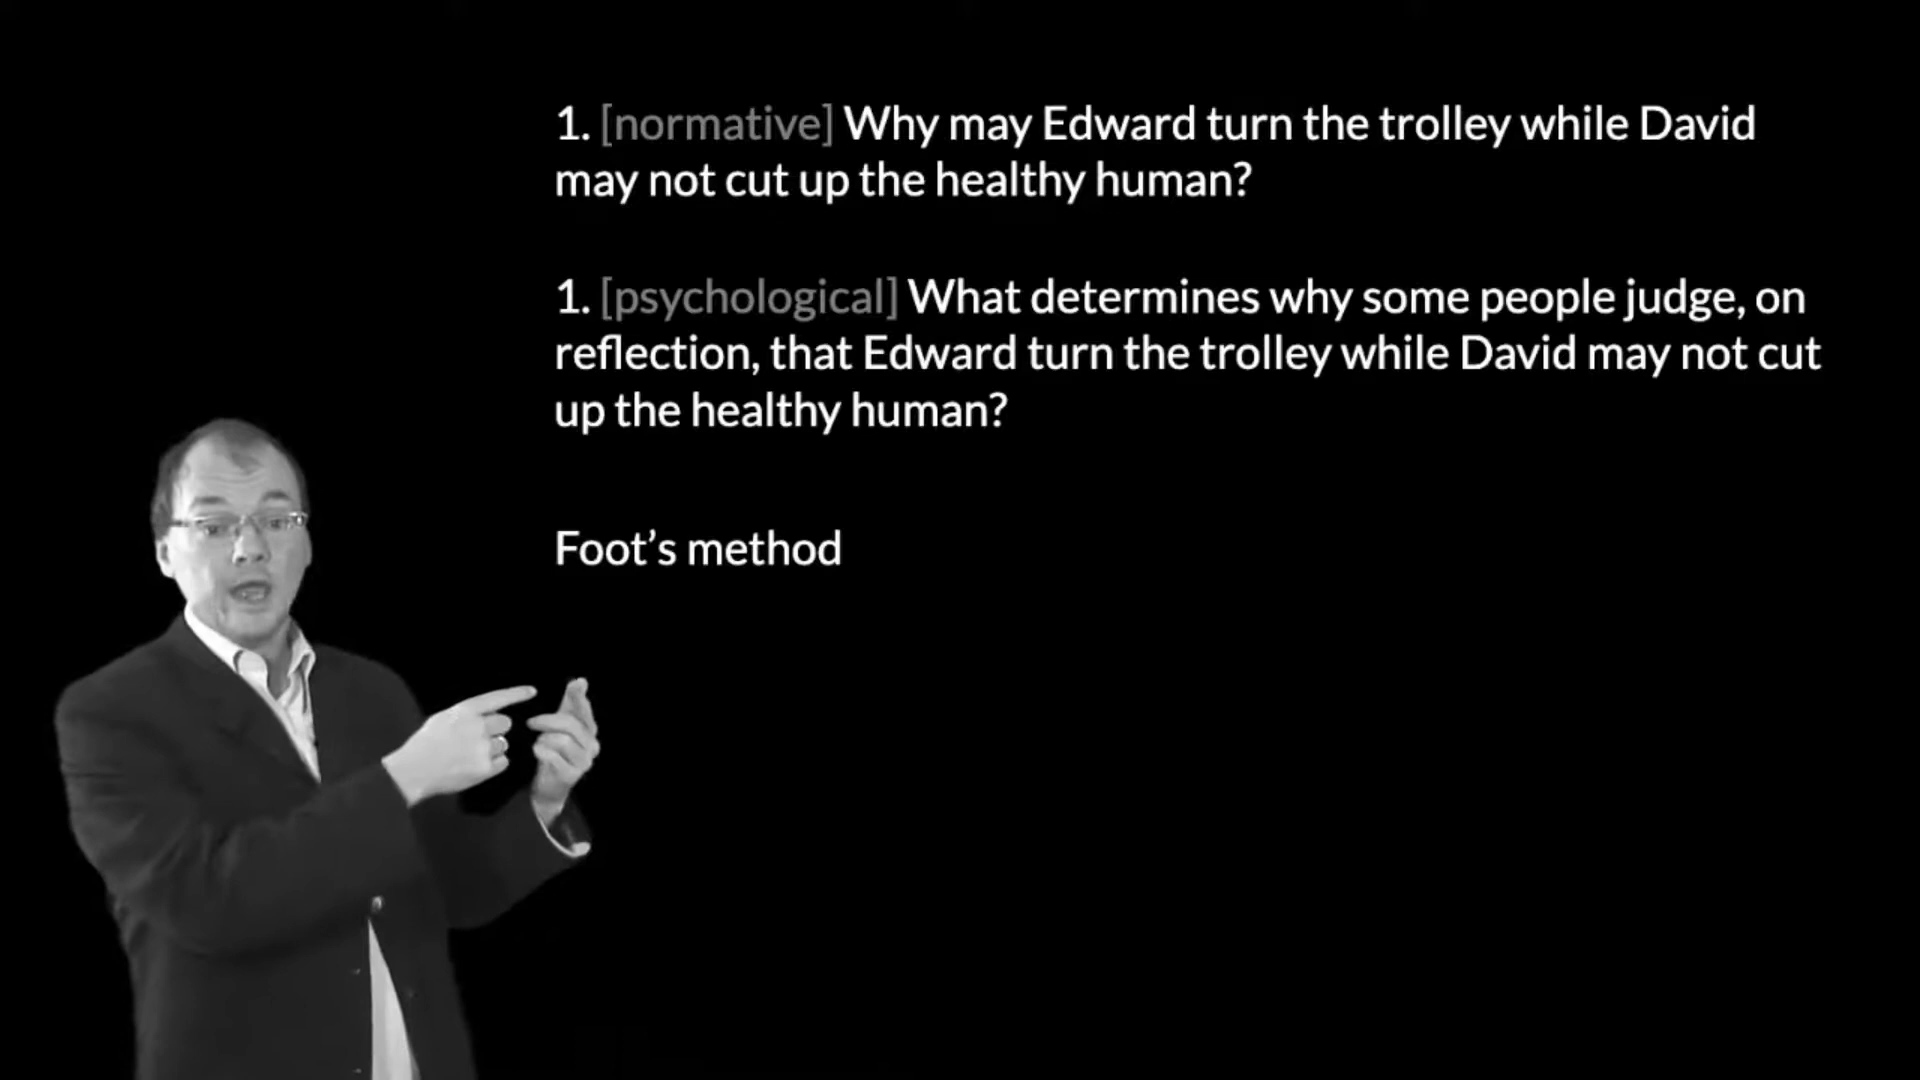 1. [normative] Why may Edward turn the trolley while David
may not cut up the healthy human?
1. [psychological] What determines why some people judge, on
reflection, that Edward turn the trolley while David may not cut
up the healthy human?
Foot’s method